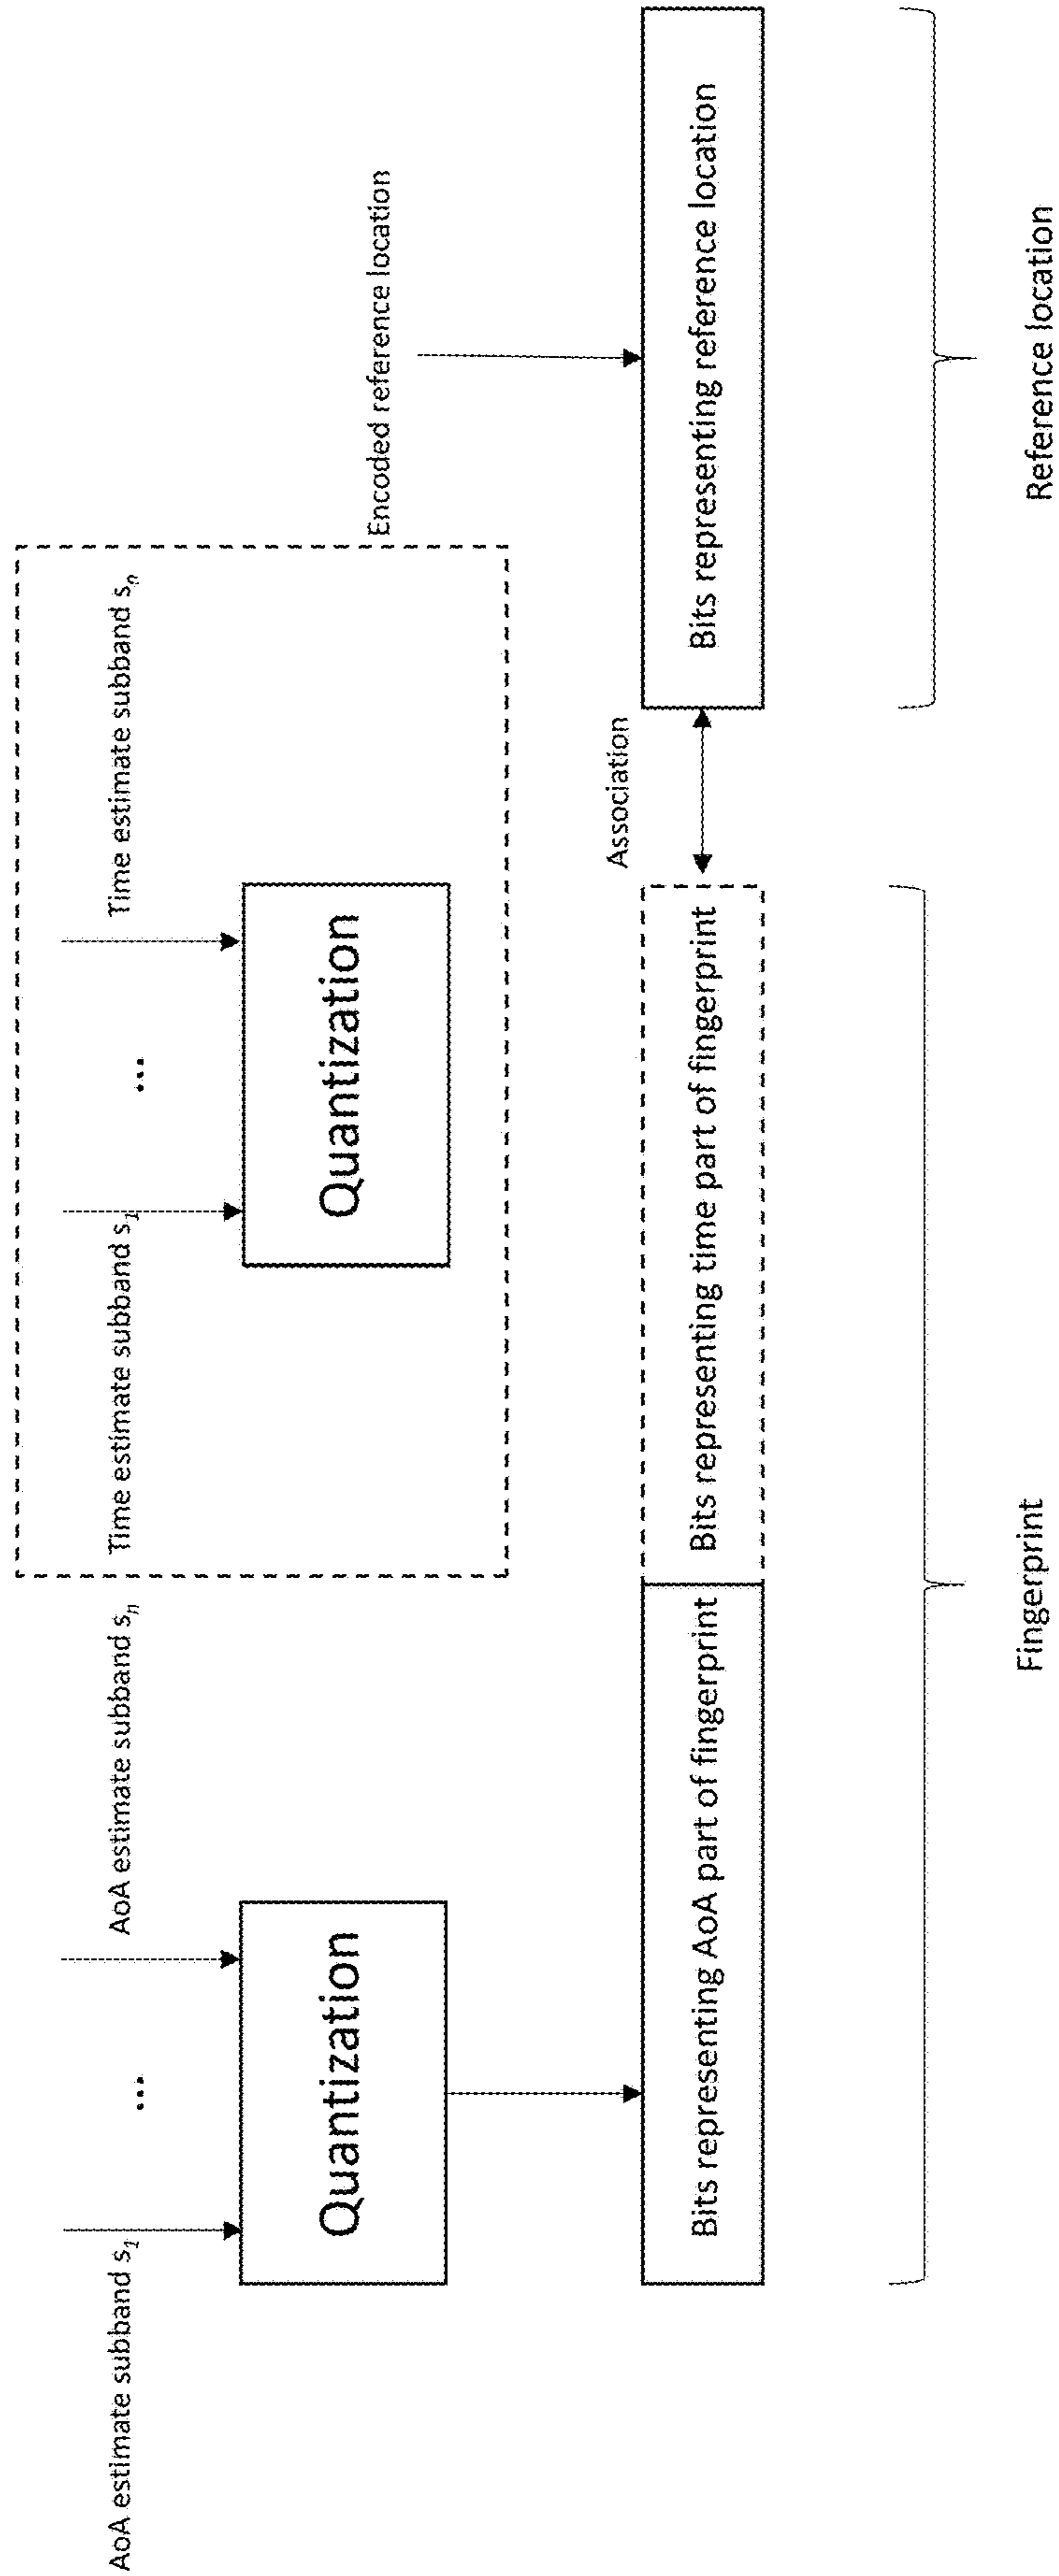 AoA estimate subband s1
...
AoA estimate subband sn
Time estimate subband s1
...
Time estimate subband sn
Quantization
Quantization
Encoded reference location
Association
Bits representing AoA part of fingerprint
Bits representing time part of fingerprint
Bits representing reference location
Fingerprint
Reference location